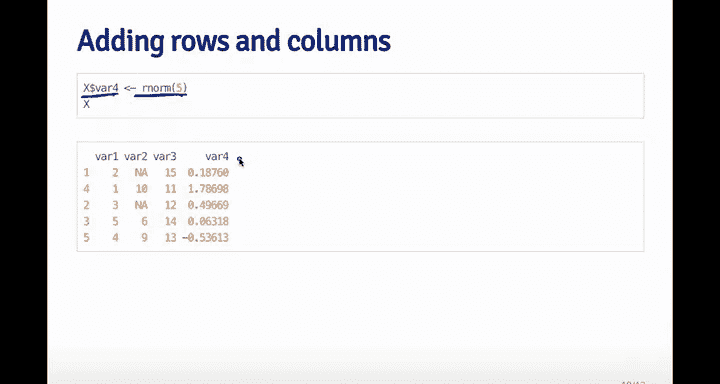 Adding rows and columns
X$var4 <- rnorm(5)
X
var1 var2 var3 var4
1 2 NA 15 0.18760
4 1 10 11 1.78698
2 3 NA 12 0.49669
3 5 6 14 0.06318
5 4 9 13 -0.53613